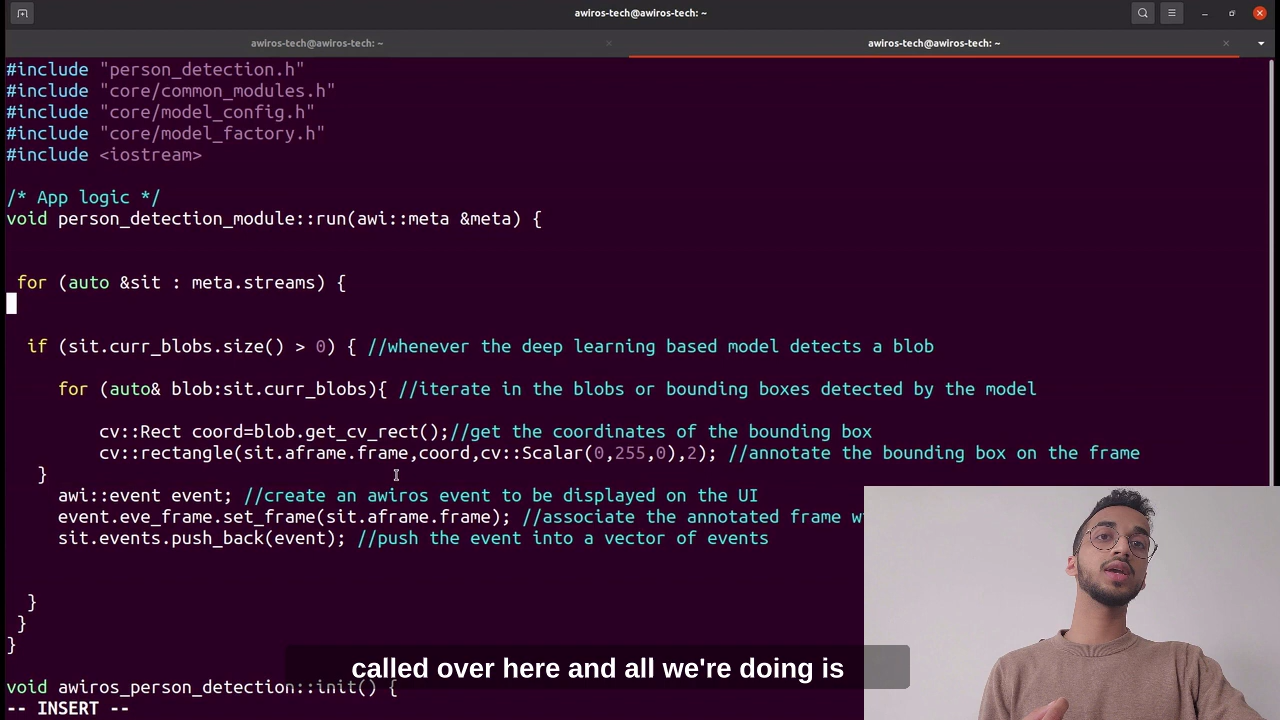 awiros-tech@awiros-tech: ~
awiros-tech@awiros-tech: ~
awiros-tech@awiros-tech: ~
#include "person_detection.h"
#include "core/common_modules.h"
#include "core/model_config.h"
#include "core/model_factory.h"
#include <iostream>
/* App logic */
void person_detection_module::run(awi::meta &meta) {
for (auto &sit : meta.streams) {
if (sit.curr_blobs.size() > 0) { //whenever the deep learning based model detects a blob
for (auto& blob:sit.curr_blobs){ //iterate in the blobs or bounding boxes detected by the model
cv::Rect coord=blob.get_cv_rect();//get the coordinates of the bounding box
cv::rectangle(sit.aframe.frame,coord,cv::Scalar(0,255,0),2); //annotate the bounding box on the frame
}
awi::event event; //create an awiros event to be displayed on the UI
event.eve_frame.set_frame(sit.aframe.frame); //associate the annotated frame
sit.events.push_back(event); //push the event into a vector of events
}
}
}
called over here and all we're doing is
void awiros_person_detection::init() {
-- INSERT --